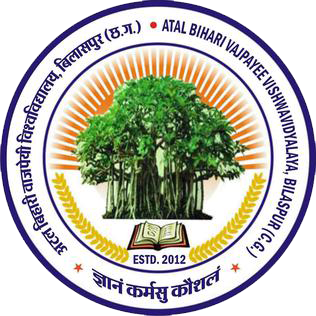 अटल बिहारी वाजपेयी विश्वविद्यालय, बिलासपुर (छ.ग.)
ATAL BIHARI VAJPAYEE VISHWAVIDYALAYA, BILASPUR (C.G.)
ESTD. 2012
ज्ञानं कर्मसु कौशलं